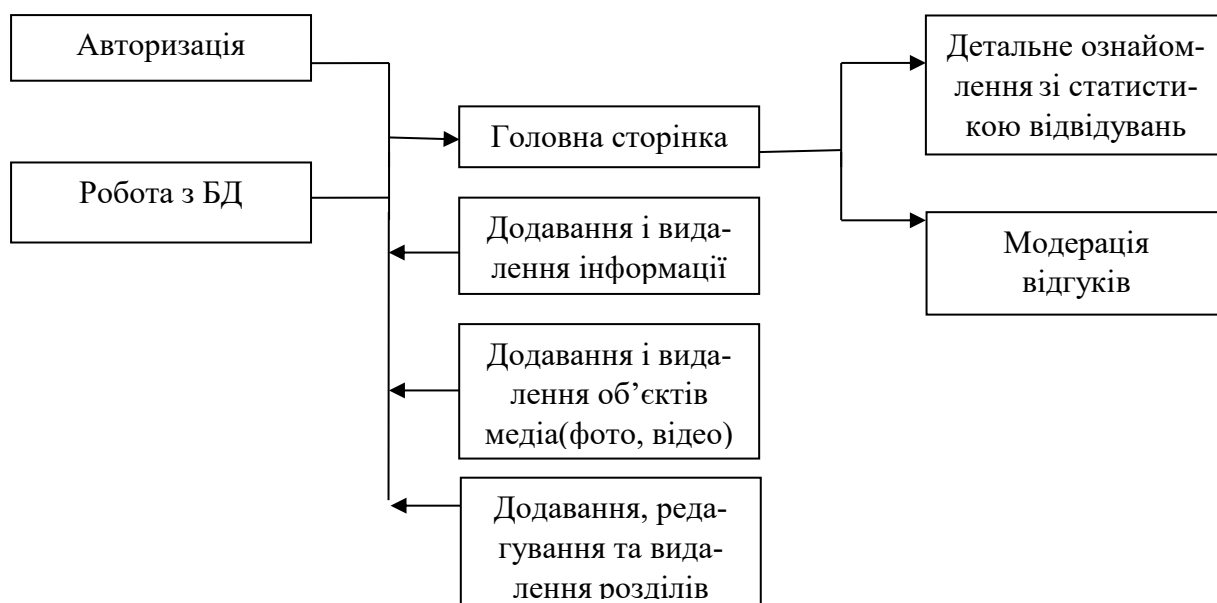 Авторизація
Робота з БД
Головна сторінка
Додавання і вида-
лення інформації
Додавання і вида-
лення об’єктів
медіа(фото, відео)
Додавання, реда-
гування та вида-
лення розділів
Детальне ознайом-
лення зі статисти-
кою відвідувань
Модерація
відгуків